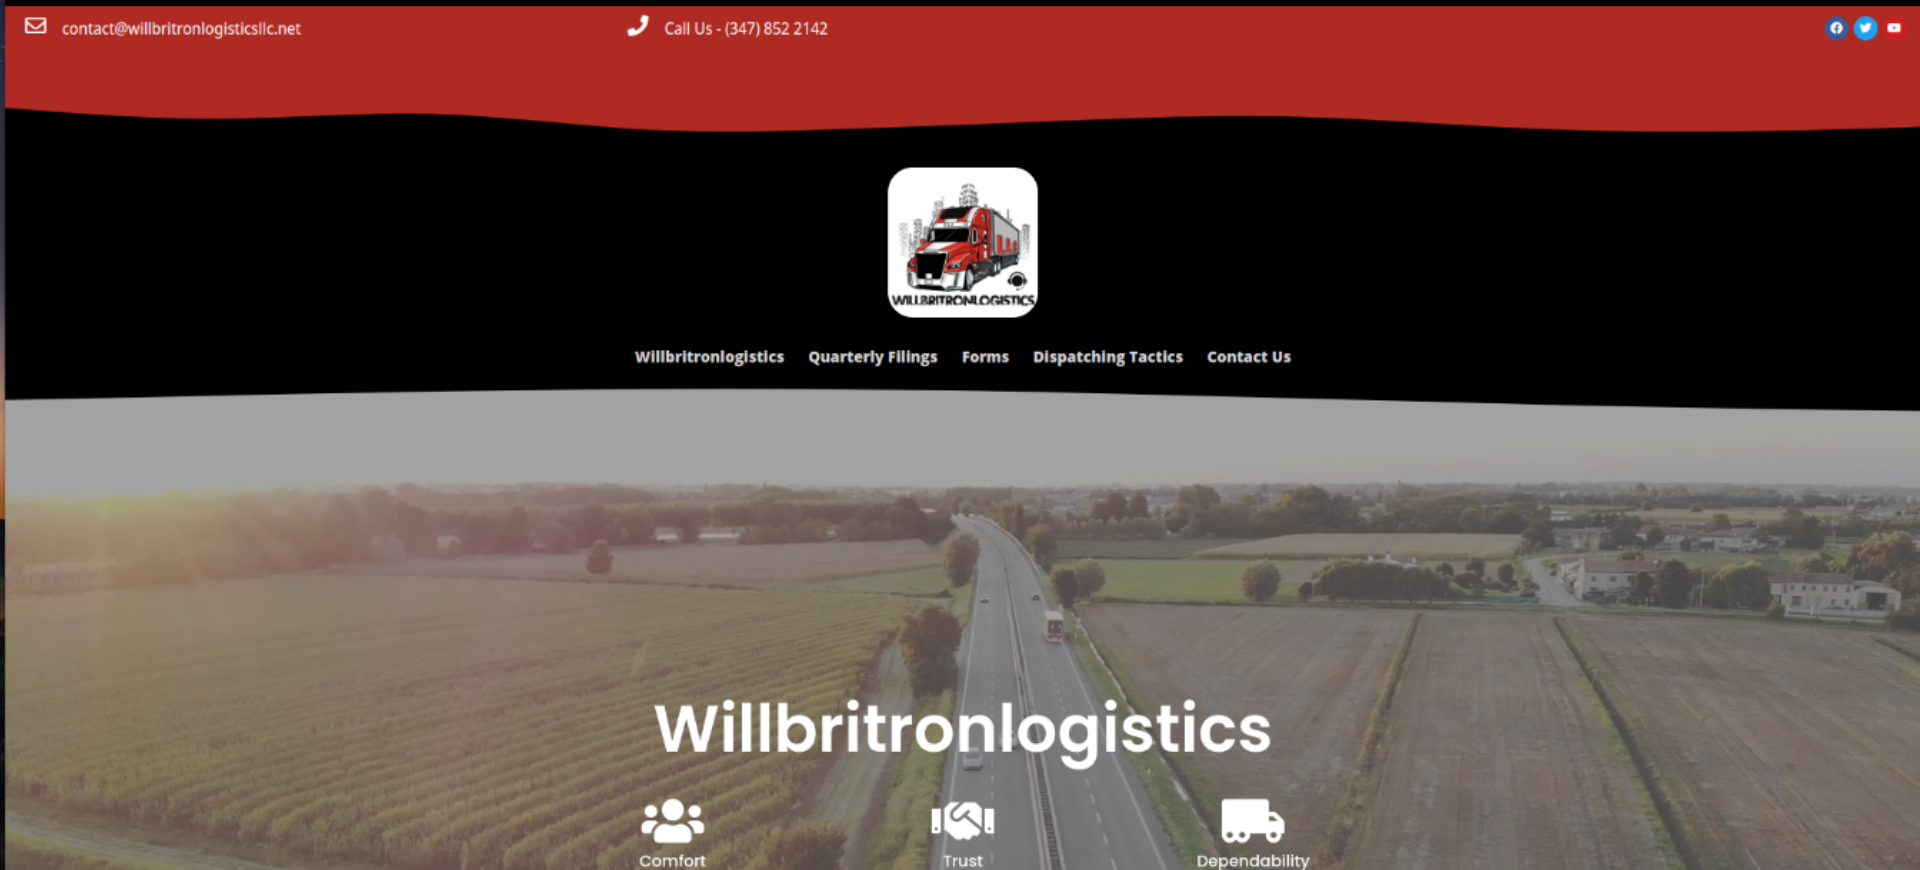 contact@willbritronlogisticsllc.net
Call Us - (347) 852 2142
LLC
WILLBRITRONLOGISTICS
Willbritronlogistics Quarterly Filings Forms Dispatching Tactics Contact Us
Willbritronlogistics
Comfort Trust Dependability